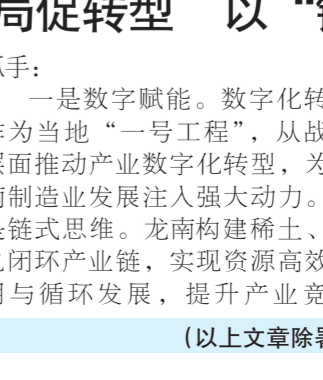 局促转型 以“
抓手：
一是数字赋能。数字化转
作为当地“一号工程”，从战
层面推动产业数字化转型，为
南制造业发展注入强大动力。
是链式思维。龙南构建稀土、
闭环产业链，实现资源高效
用与循环发展，提升产业竞
（以上文章除署